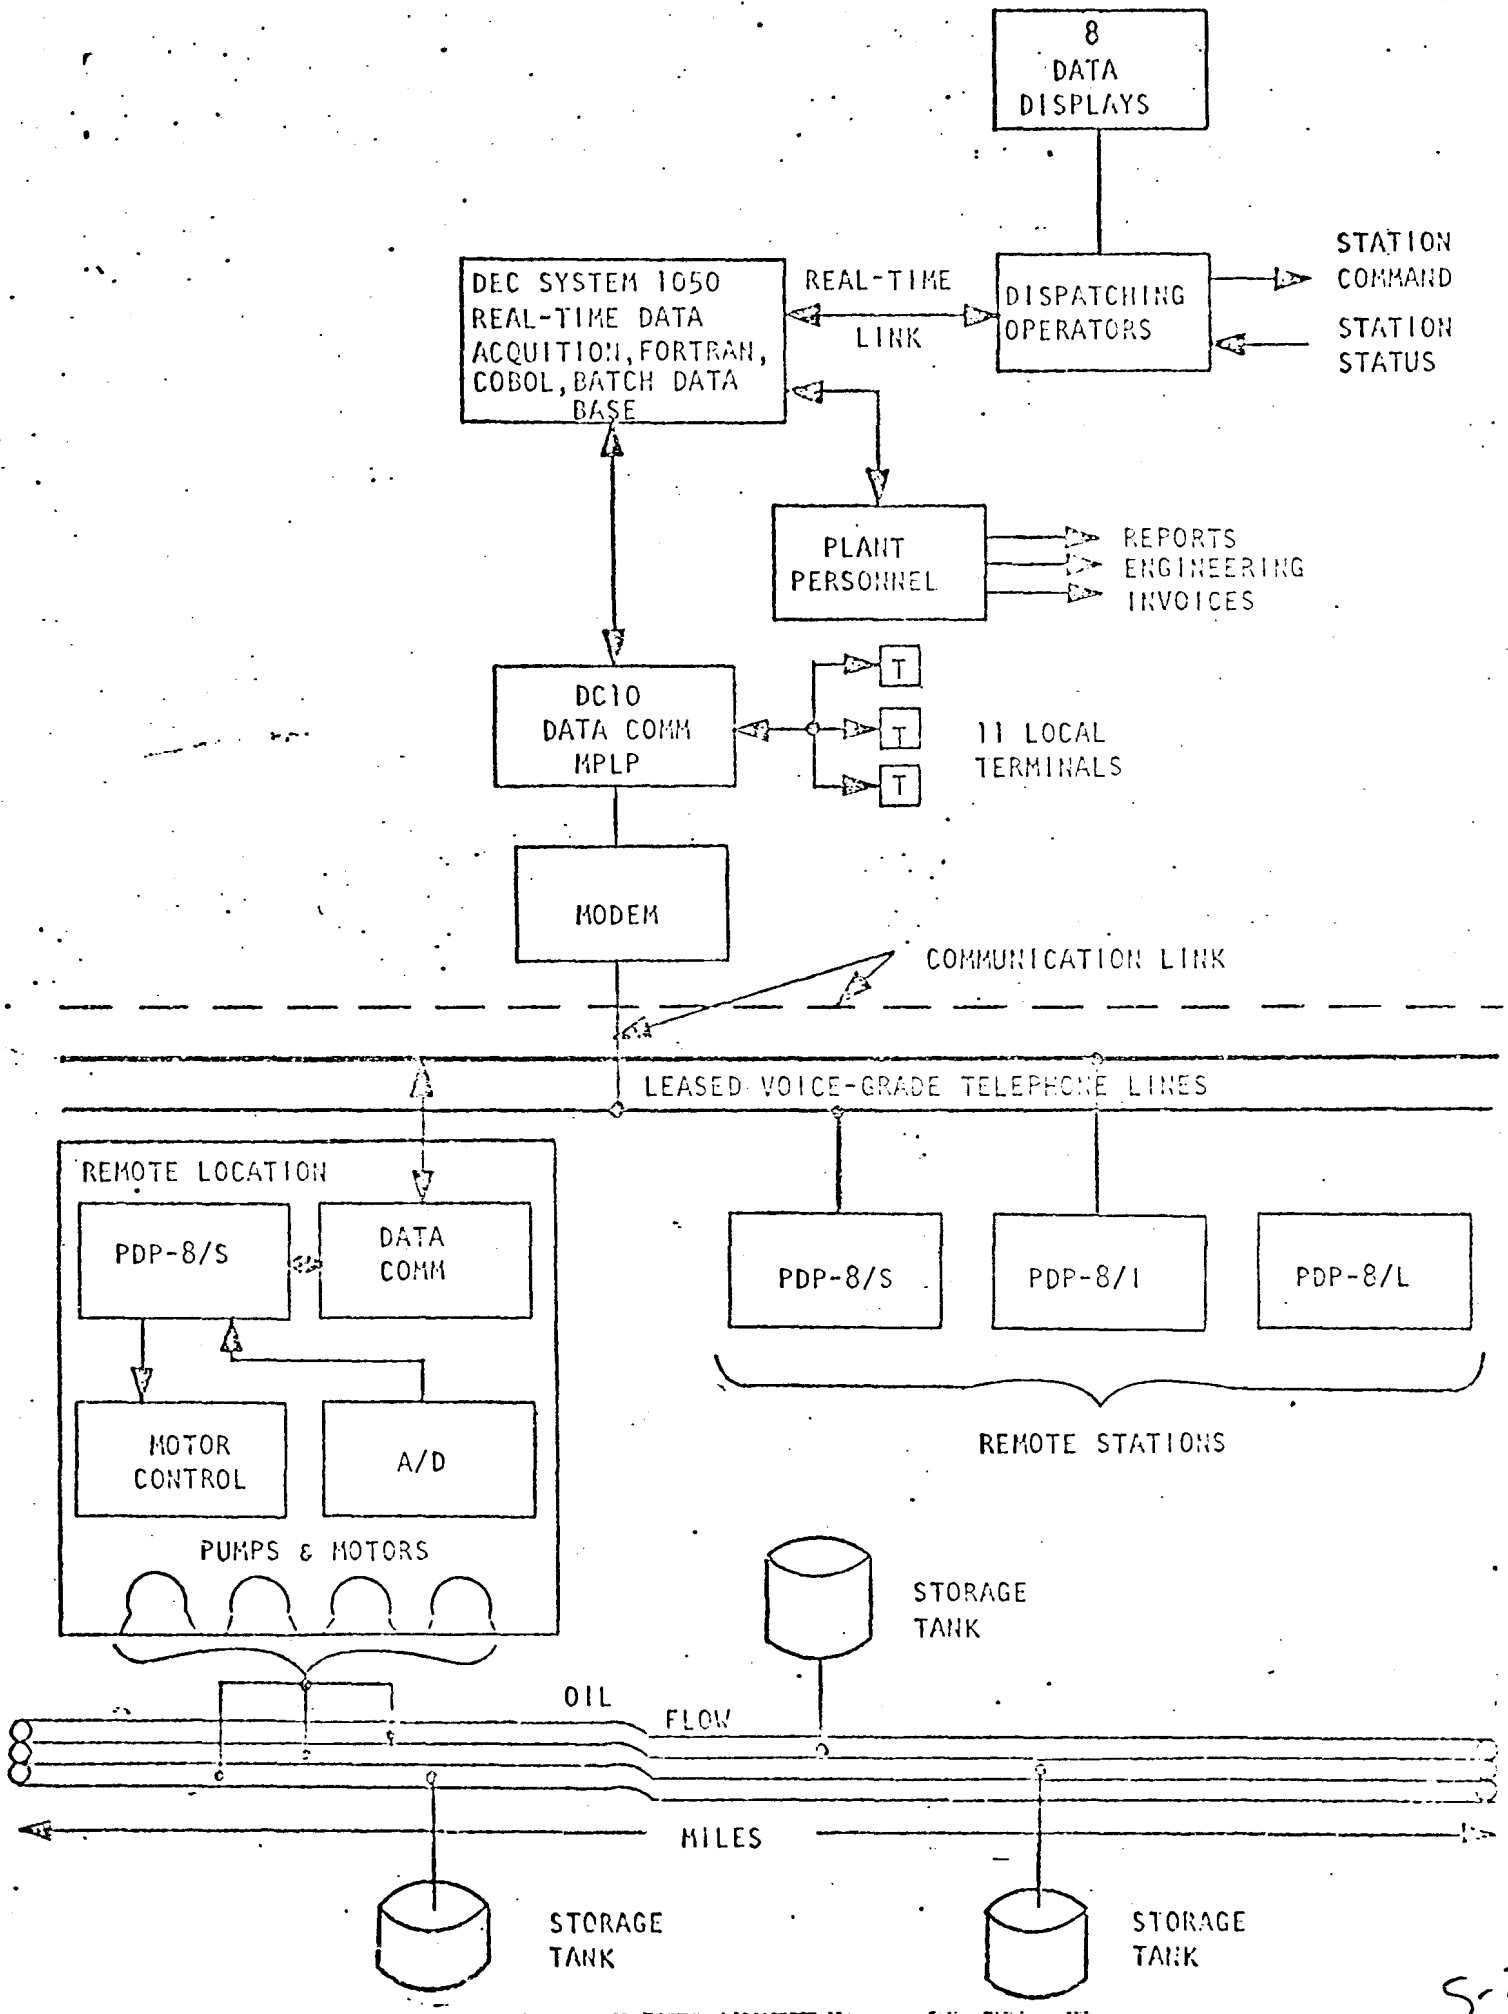 8
DATA
DISPLAYS
STATION
COMMAND
STATION
STATUS
DISPATCHING
OPERATORS
REAL-TIME
LINK
DEC SYSTEM 1050
REAL-TIME DATA
ACQUITION, FORTRAN,
COBOL, BATCH DATA
BASE
PLANT
PERSONNEL
REPORTS
ENGINEERING
INVOICES
DC10
DATA COMM
MPLP
T
T
T
11 LOCAL
TERMINALS
MODEM
COMMUNICATION LINK
LEASED VOICE-GRADE TELEPHONE LINES
REMOTE LOCATION
PDP-8/S
DATA
COMM
MOTOR
CONTROL
A/D
PUMPS & MOTORS
PDP-8/S
PDP-8/I
PDP-8/L
REMOTE STATIONS
STORAGE
TANK
OIL
FLOW
MILES
STORAGE
TANK
STORAGE
TANK